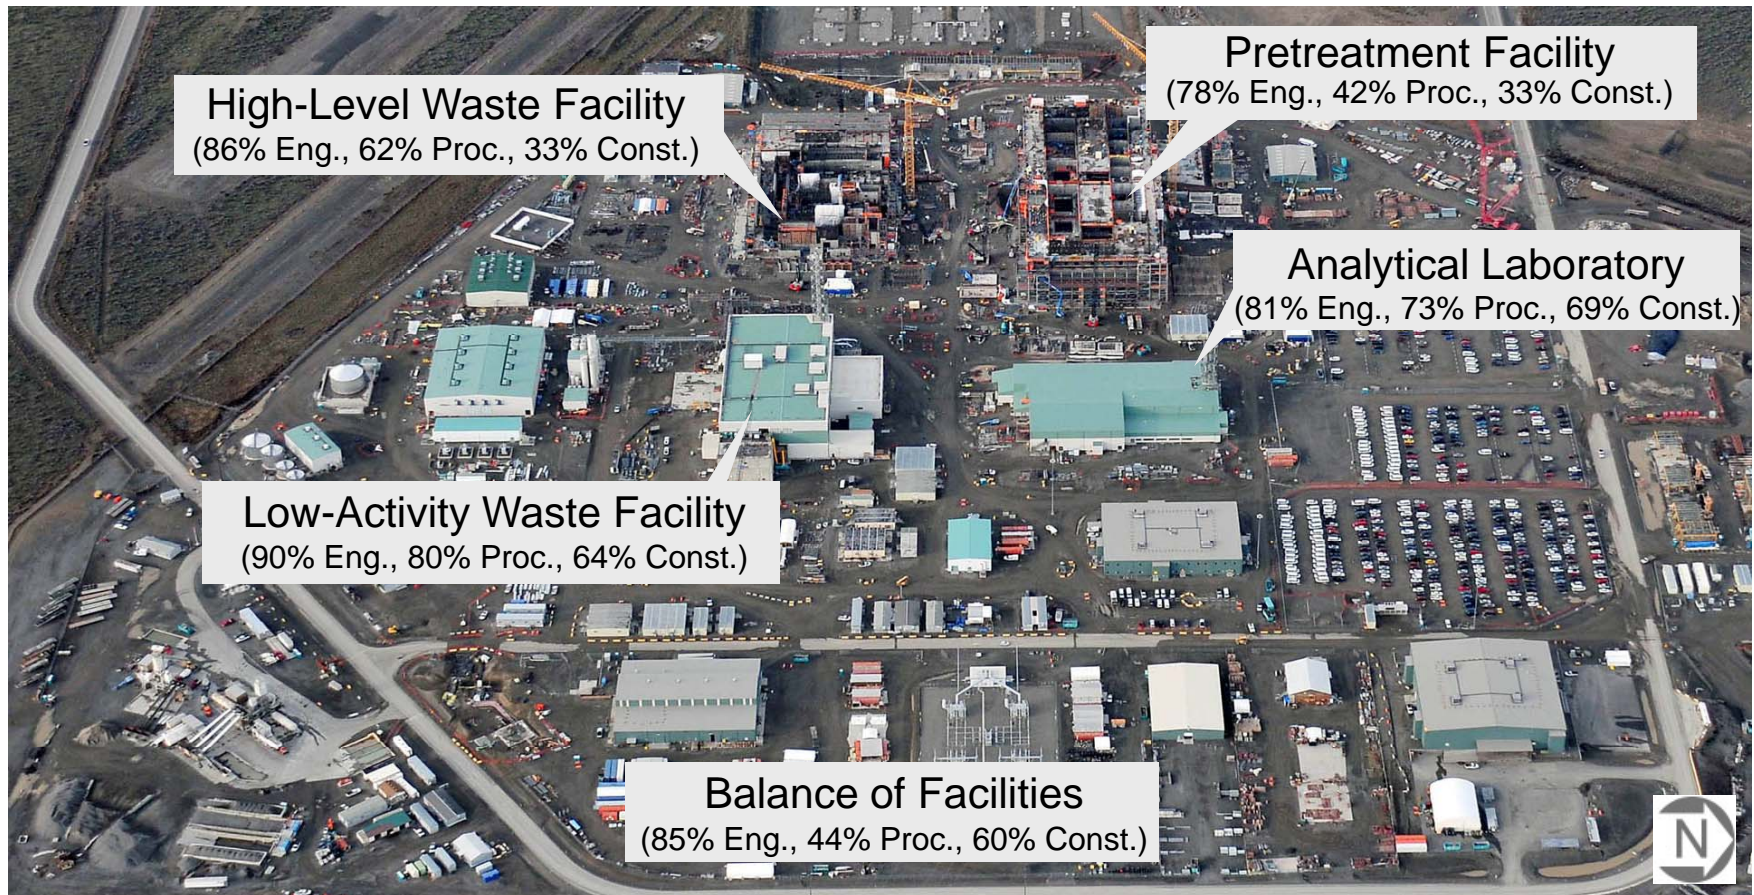 Pretreatment Facility
(78% Eng., 42% Proc., 33% Const.)
High-Level Waste Facility
(86% Eng., 62% Proc., 33% Const.)
Analytical Laboratory
(81% Eng., 73% Proc., 69% Const.)
Low-Activity Waste Facility
(90% Eng., 80% Proc., 64% Const.)
Balance of Facilities
(85% Eng., 44% Proc., 60% Const.)
N